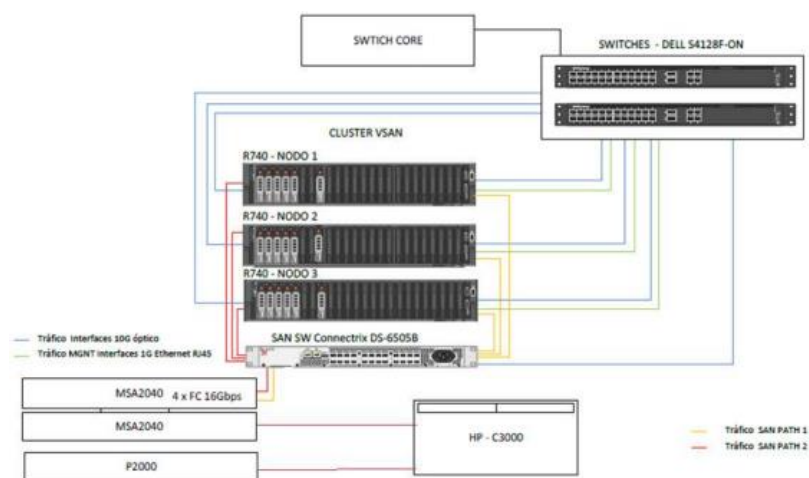 SWTICH CORE
SWITCHES - DELL S4128F-ON
CLUSTER VSAN
R740 - NODO 1
R740 - NODO 2
R740 - NODO 3
SAN SW Connectrix DS-6505B
Tráfico Interfaces 10G óptico
Tráfico MGNT Interfaces 1G Ethernet RJ45
MSA2040
4 x FC 16Gbps
MSA2040
P2000
HP - C3000
Tráfico SAN PATH 1
Tráfico SAN PATH 2